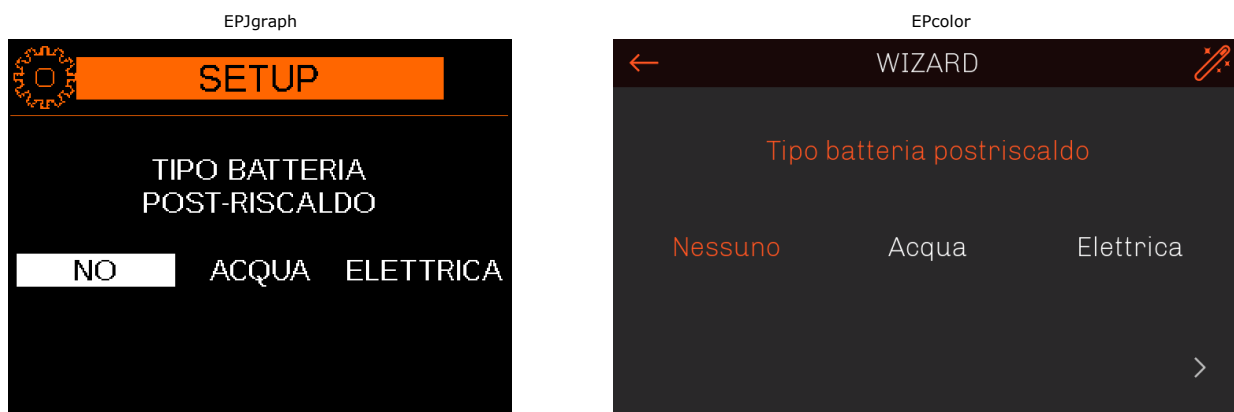 EPJgraph
SETUP
TIPO BATTERIA
POST-RISCALDO
NO ACQUA ELETTRICA
EPcolor
WIZARD
Tipo batteria postriscaldo
Nessuno Acqua Elettrica